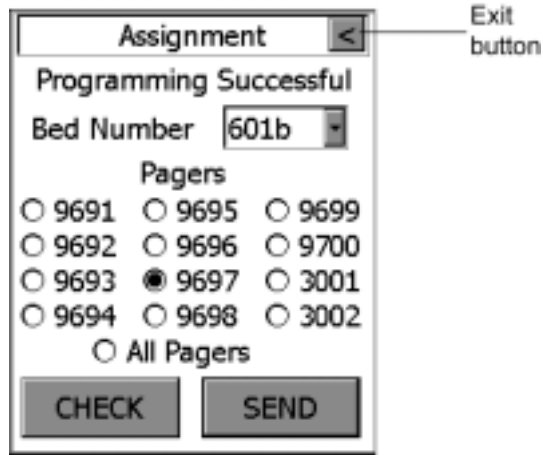 Assignment <
Exit
button
Programming Successful
Bed Number 601b
Pagers
9691 9695 9699
9692 9696 9700
9693 9697 3001
9694 9698 3002
All Pagers
CHECK SEND